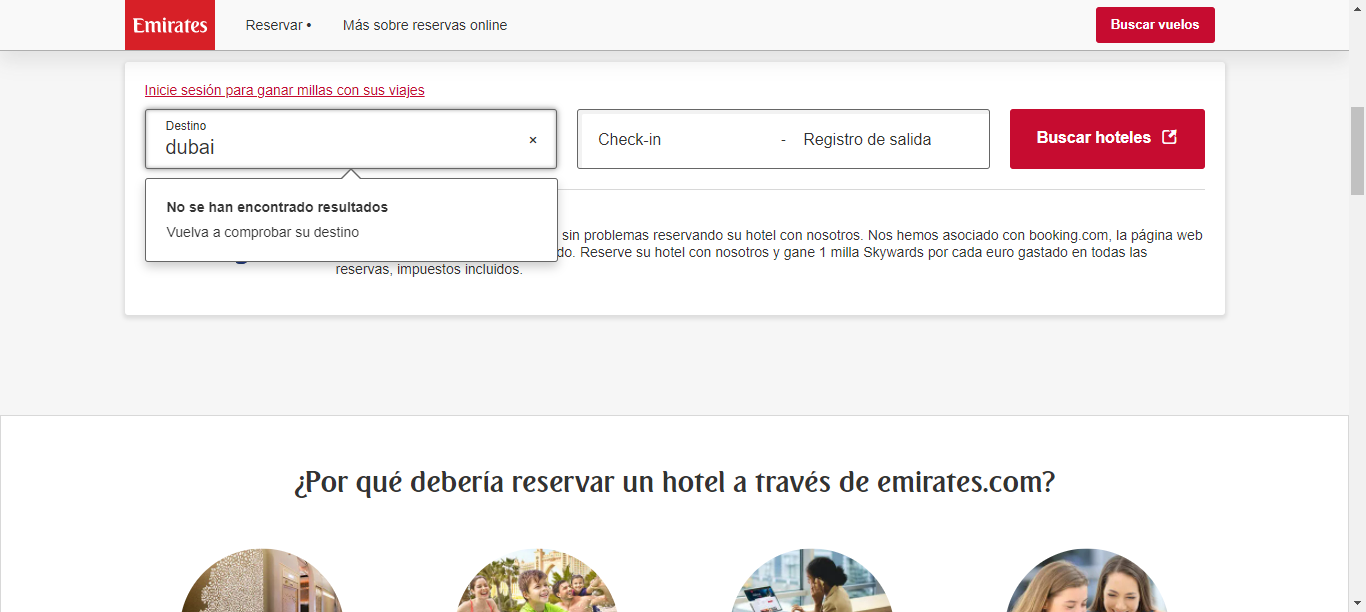 Emirates
Reservar •
Más sobre reservas online
Buscar vuelos
Inicie sesión para ganar millas con sus viajes
Destino
dubai
×
Check-in
-
Registro de salida
Buscar hoteles
No se han encontrado resultados
Vuelva a comprobar su destino
sin problemas reservando su hotel con nosotros. Nos hemos asociado con booking.com, la página web
do. Reserve su hotel con nosotros y gane 1 milla Skywards por cada euro gastado en todas las
reservas, impuestos incluidos.
¿Por qué debería reservar un hotel a través de emirates.com?